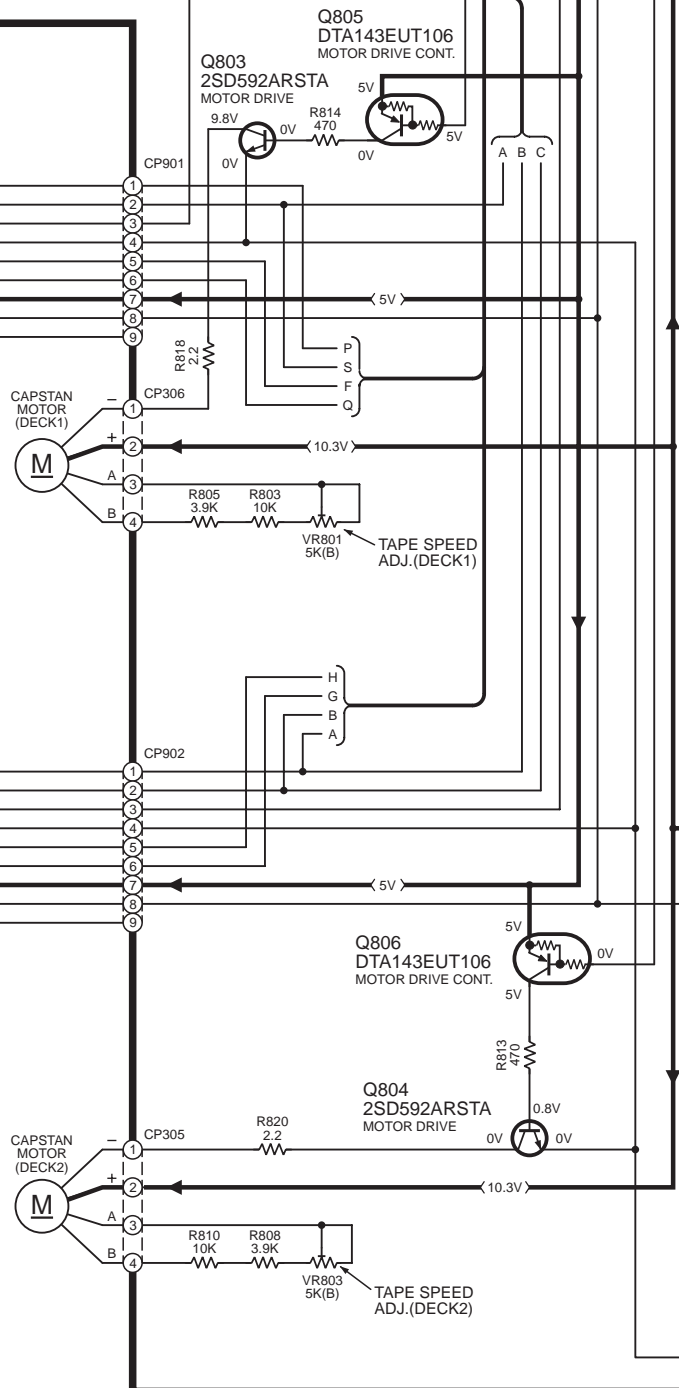 Q805
DTA143EUT106
MOTOR DRIVE CONT.
Q803
2SD592ARSTA
MOTOR DRIVE
5V
R814
470
9.8V
0V
5V
0V
0V
A B C
CP901
1
2
3
4
5
6
7
5V
8
9
R818
2.2
P
S
F
Q
CAPSTAN
MOTOR
(DECK1)
CP306
–
1
+
2
10.3V
M
A
3
B
4
R805
3.9K
R803
10K
VR801
5K(B)
TAPE SPEED
ADJ.(DECK1)
H
G
B
A
CP902
1
2
3
4
5
6
7
5V
8
9
5V
Q806
DTA143EUT106
MOTOR DRIVE CONT.
0V
5V
R813
470
Q804
2SD592ARSTA
MOTOR DRIVE
0.8V
0V
0V
CAPSTAN
MOTOR
(DECK2)
CP305
–
1
R820
2.2
+
2
10.3V
M
A
3
B
4
R810
10K
R808
3.9K
VR803
5K(B)
TAPE SPEED
ADJ.(DECK2)